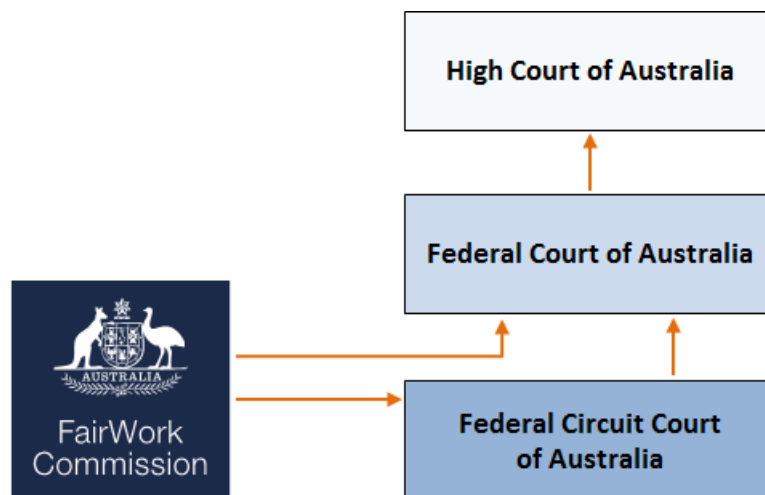 High Court of Australia
Federal Court of Australia
AUSTRALIA
FairWork
Commission
Federal Circuit Court
of Australia